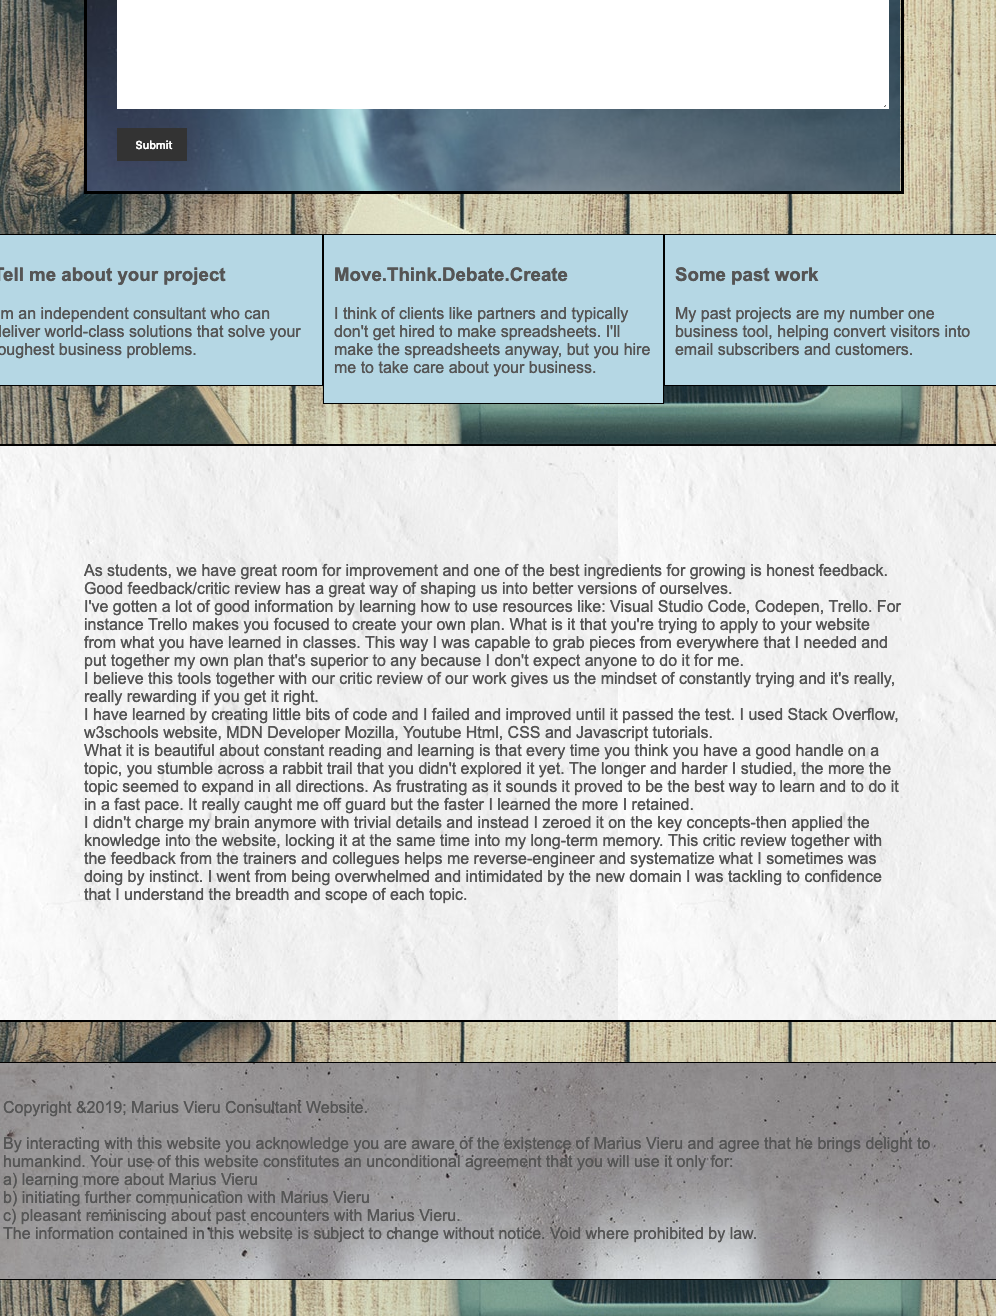 Submit
Tell me about your project
m an independent consultant who can
deliver world-class solutions that solve your
oughest business problems.
Move.Think.Debate.Create
I think of clients like partners and typically
don't get hired to make spreadsheets. I'll
make the spreadsheets anyway, but you hire
me to take care about your business.
Some past work
My past projects are my number one
business tool, helping convert visitors into
email subscribers and customers.
As students, we have great room for improvement and one of the best ingredients for growing is honest feedback.
Good feedback/critic review has a great way of shaping us into better versions of ourselves.
I've gotten a lot of good information by learning how to use resources like: Visual Studio Code, Codepen, Trello. For
instance Trello makes you focused to create your own plan. What is it that you're trying to apply to your website
from what you have learned in classes. This way I was capable to grab pieces from everywhere that I needed and
put together my own plan that's superior to any because I don't expect anyone to do it for me.
I believe this tools together with our critic review of our work gives us the mindset of constantly trying and it's really,
really rewarding if you get it right.
I have learned by creating little bits of code and I failed and improved until it passed the test. I used Stack Overflow,
w3schools website, MDN Developer Mozilla, Youtube Html, CSS and Javascript tutorials.
What it is beautiful about constant reading and learning is that every time you think you have a good handle on a
topic, you stumble across a rabbit trail that you didn't explored it yet. The longer and harder I studied, the more the
topic seemed to expand in all directions. As frustrating as it sounds it proved to be the best way to learn and to do it
in a fast pace. It really caught me off guard but the faster I learned the more I retained.
I didn't charge my brain anymore with trivial details and instead I zeroed it on the key concepts-then applied the
knowledge into the website, locking it at the same time into my long-term memory. This critic review together with
the feedback from the trainers and collegues helps me reverse-engineer and systematize what I sometimes was
doing by instinct. I went from being overwhelmed and intimidated by the new domain I was tackling to confidence
that I understand the breadth and scope of each topic.
Copyright &2019; Marius Vieru Consultant Website.
By interacting with this website you acknowledge you are aware of the existence of Marius Vieru and agree that he brings delight to
humankind. Your use of this website constitutes an unconditional agreement that you will use it only for:
a) learning more about Marius Vieru
b) initiating further communication with Marius Vieru
c) pleasant reminiscing about past encounters with Marius Vieru.
The information contained in this website is subject to change without notice. Void where prohibited by law.